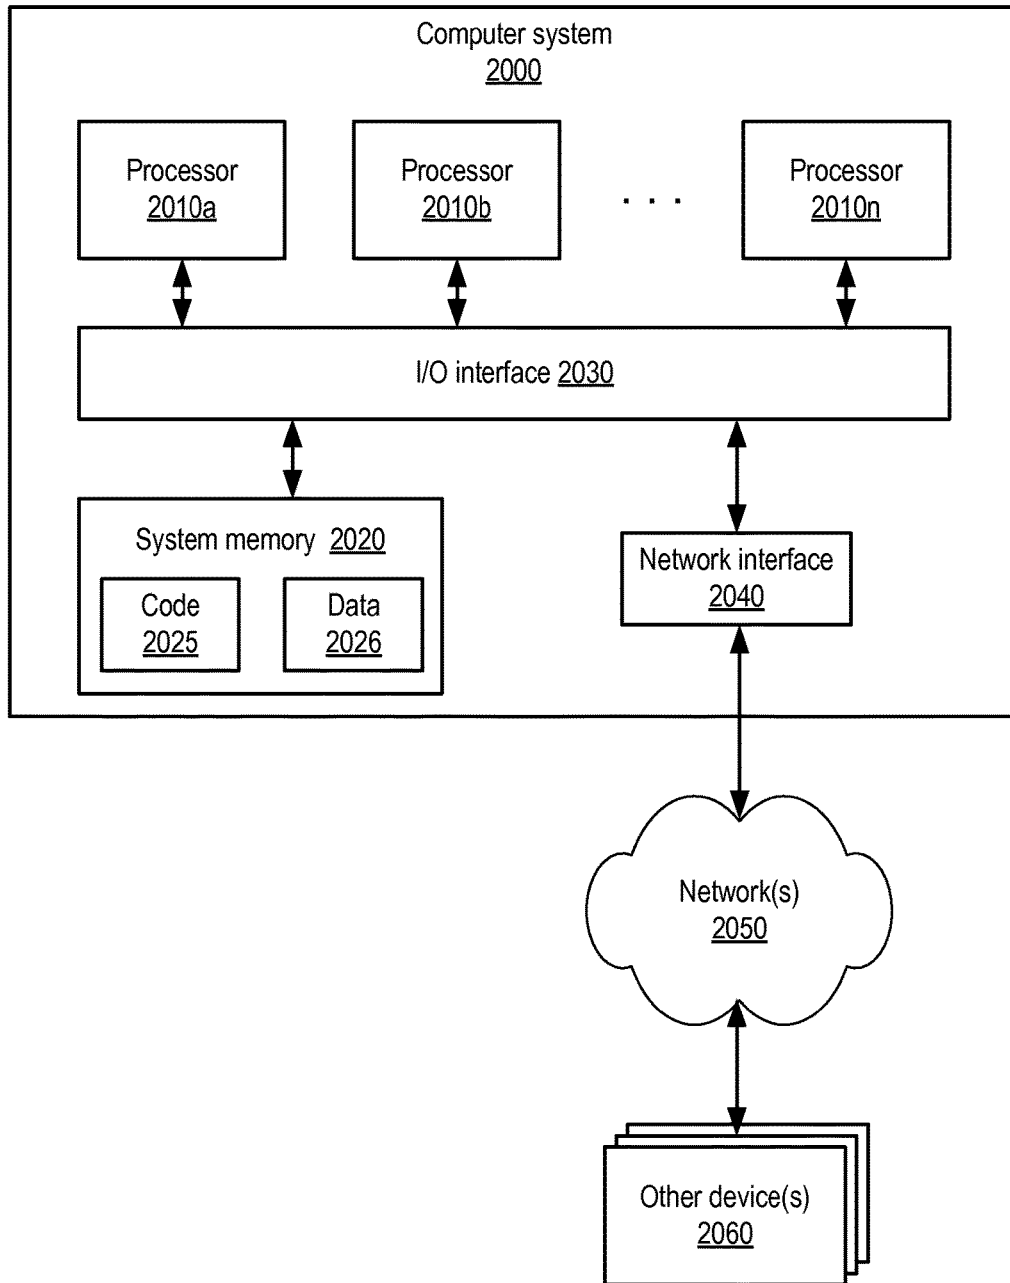 Computer system
2000
Processor
2010a
Processor
2010b
. . .
Processor
2010n
I/O interface 2030
System memory 2020
Code
2025
Data
2026
Network interface
2040
Network(s)
2050
Other device(s)
2060